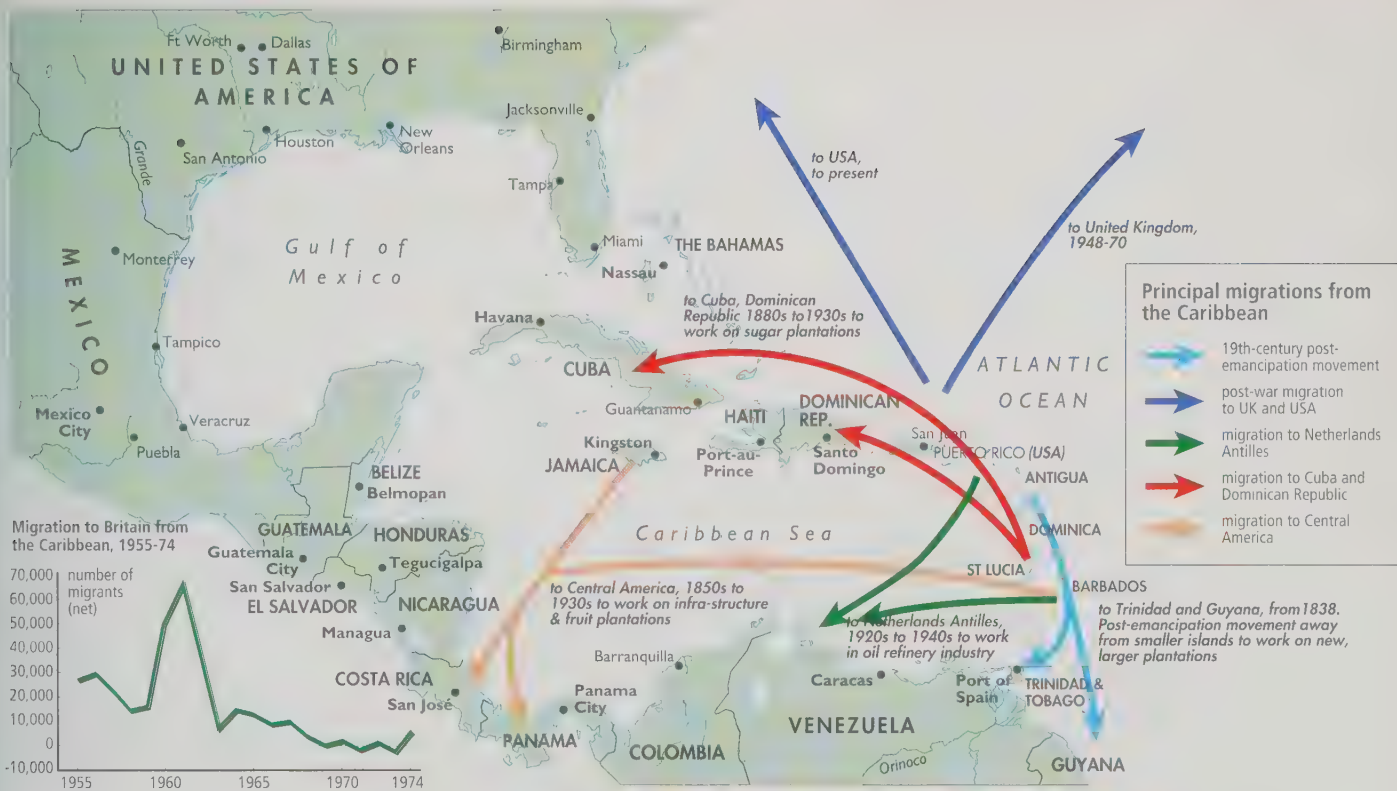 Ft Worth
Dallas
Birmingham
UNITED STATES OF
AMERICA
Jacksonville
New
Orleans
Houston
San Antonio
Grande
Tampa
Miami
THE BAHAMAS
Nassau
Gulf of
Mexico
MEXICO
Monterrey
Tampico
Mexico
City
Veracruz
Puebla
Havana
CUBA
Guantanamo
HAITI
Port-au-
Prince
DOMINICAN
REP.
Santo
Domingo
San Juan
PUERTO RICO (USA)
Kingston
JAMAICA
ATLANTIC
OCEAN
ANTIGUA
DOMINICA
ST LUCIA
BARBADOS
Caribbean Sea
BELIZE
Belmopan
GUATEMALA
Guatemala
City
HONDURAS
Tegucigalpa
San Salvador
EL SALVADOR
NICARAGUA
Managua
COSTA RICA
San José
Panama
City
PANAMA
Barranquilla
COLOMBIA
Caracas
VENEZUELA
Port of
Spain
TRINIDAD &
TOBAGO
Orinoco
GUYANA
to USA,
to present
to United Kingdom,
1948-70
to Cuba, Dominican
Republic 1880s to1930s to
work on sugar plantations
to Central America, 1850s to
1930s to work on infra-structure
& fruit plantations
to Netherlands Antilles,
1920s to 1940s to work
in oil refinery industry
to Trinidad and Guyana, from1838.
Post-emancipation movement away
from smaller islands to work on new,
larger plantations
Principal migrations from
the Caribbean
19th-century post-
emancipation movement
post-war migration
to UK and USA
migration to Netherlands
Antilles
migration to Cuba and
Dominican Republic
migration to Central
America
Migration to Britain from
the Caribbean, 1955-74
number of
migrants
(net)
70,000
60,000
50,000
40,000
30,000
20,000
10,000
0
-10,000
1955
1960
1965
1970
1974